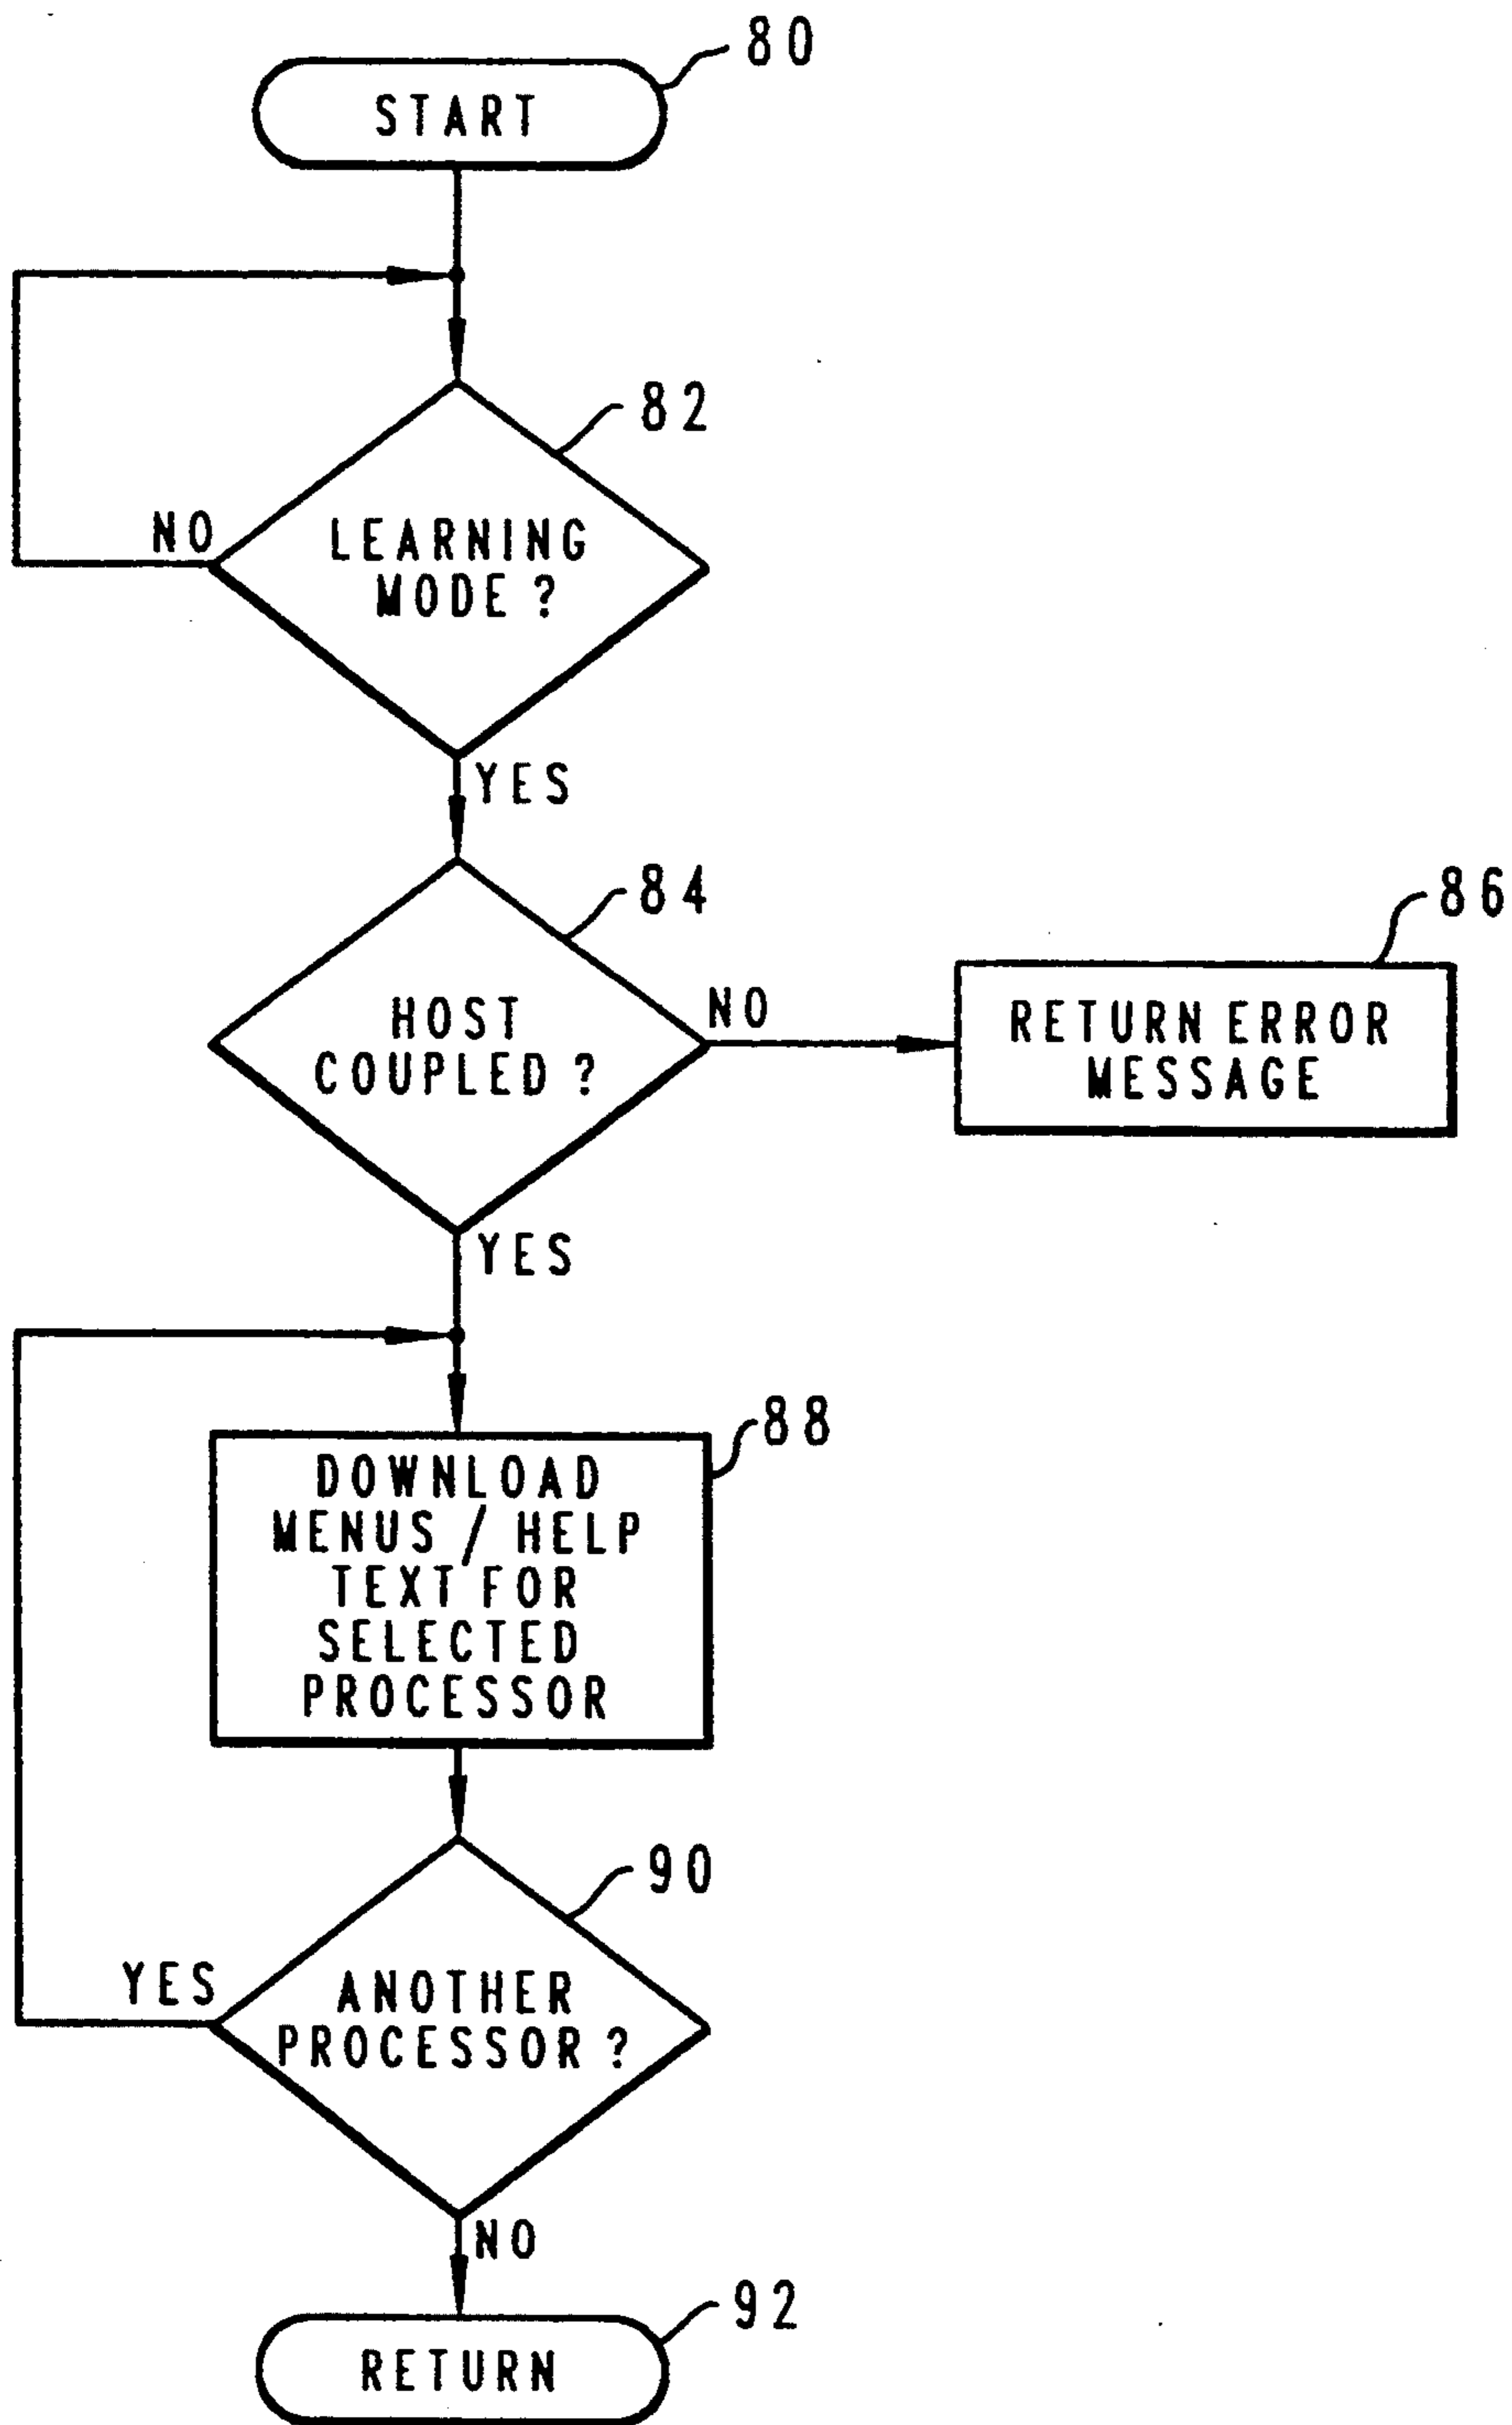 80
START
82
NO
LEARNING
MODE ?
YES
84
86
HOST
COUPLED ?
NO
RETURN ERROR
MESSAGE
YES
88
DOWNLOAD
MENUS / HELP
TEXT FOR
SELECTED
PROCESSOR
90
YES
ANOTHER
PROCESSOR ?
NO
92
RETURN